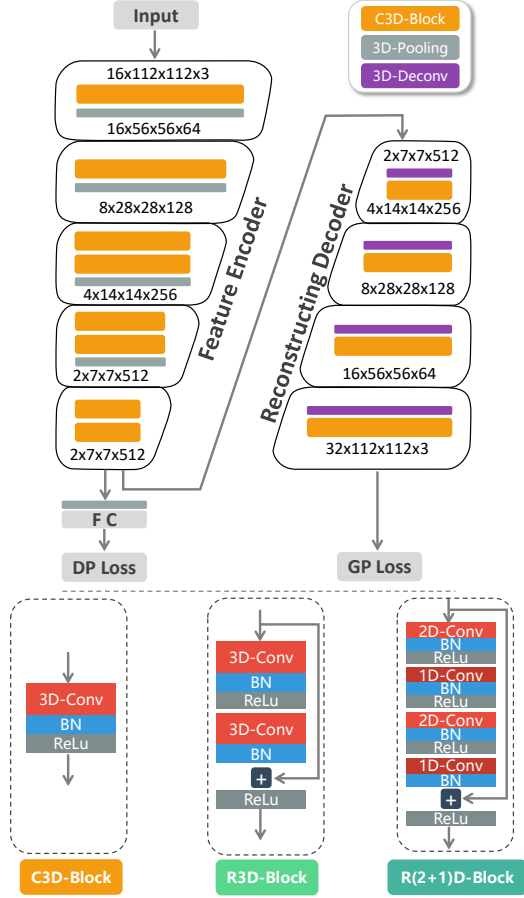 Input
C3D-Block
3D-Pooling
3D-Deconv
16x112x112x3
16x56x56x64
8x28x28x128
4x14x14x256
2x7x7x512
2x7x7x512
Feature Encoder
F C
DP Loss
Reconstructing Decoder
2x7x7x512
4x14x14x256
8x28x28x128
16x56x56x64
32x112x112x3
GP Loss
3D-Conv
BN
ReLu
C3D-Block
3D-Conv
BN
ReLu
3D-Conv
BN
+
ReLu
R3D-Block
2D-Conv
BN
ReLu
1D-Conv
BN
ReLu
2D-Conv
BN
ReLu
1D-Conv
BN
+
ReLu
R(2+1)D-Block